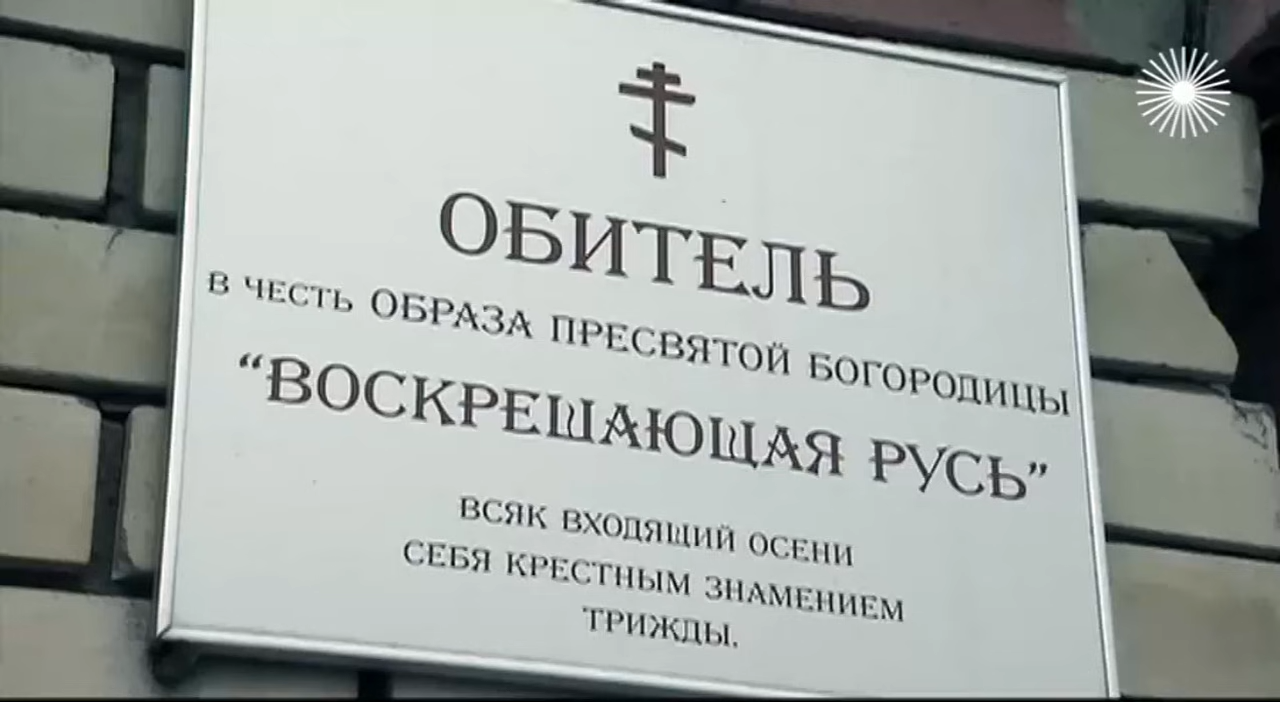 ОБИТЕЛЬ
В ЧЕСТЬ ОБРАЗА ПРЕСВЯТОЙ БОГОРОДИЦЫ
“ВОСКРЕШАЮЩАЯ РУСЬ”
ВСЯК ВХОДЯЩИЙ ОСЕНИ
СЕБЯ КРЕСТНЫМ ЗНАМЕНИЕМ
ТРИЖДЫ.